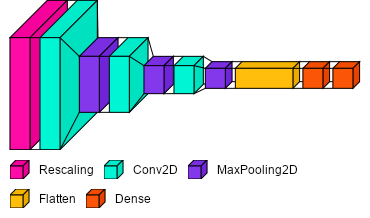 Rescaling Conv2D MaxPooling2D
Flatten Dense